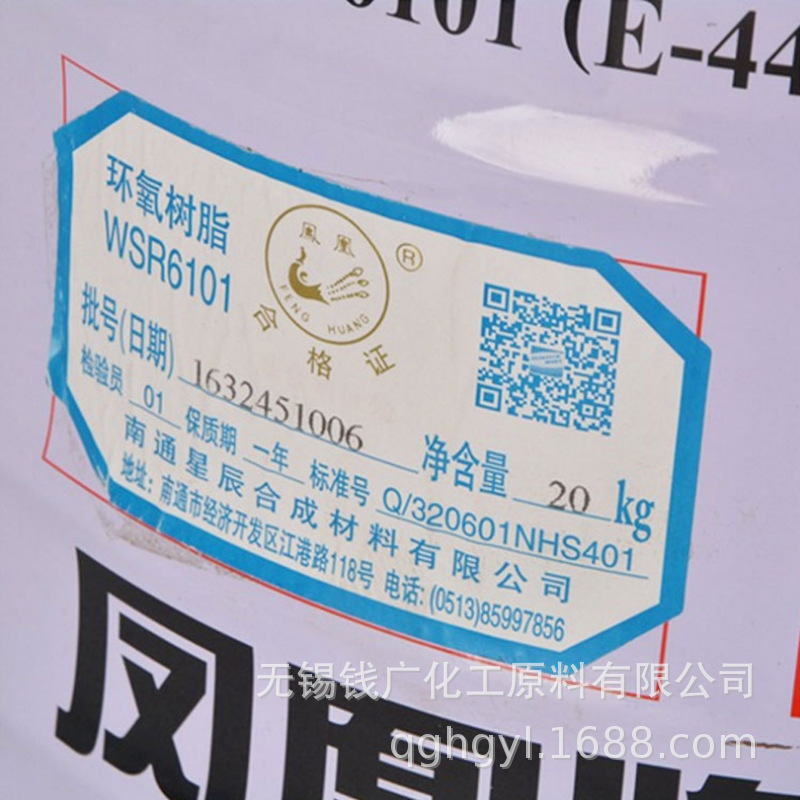 6101 (E-44
环氧树脂
WSR6101
鳳凰
FENG HUANG
®
合格证
批号(日期) 1632451006
净含量 20 kg
检验员 01 保质期 一年 标准号 Q/320601NHS401
南通星辰合成材料有限公司
地址: 南通市经济开发区江港路118号 电话: (0513)85997856
凤凰牌
无锡钱广化工原料有限公司
qghgyl.1688.com